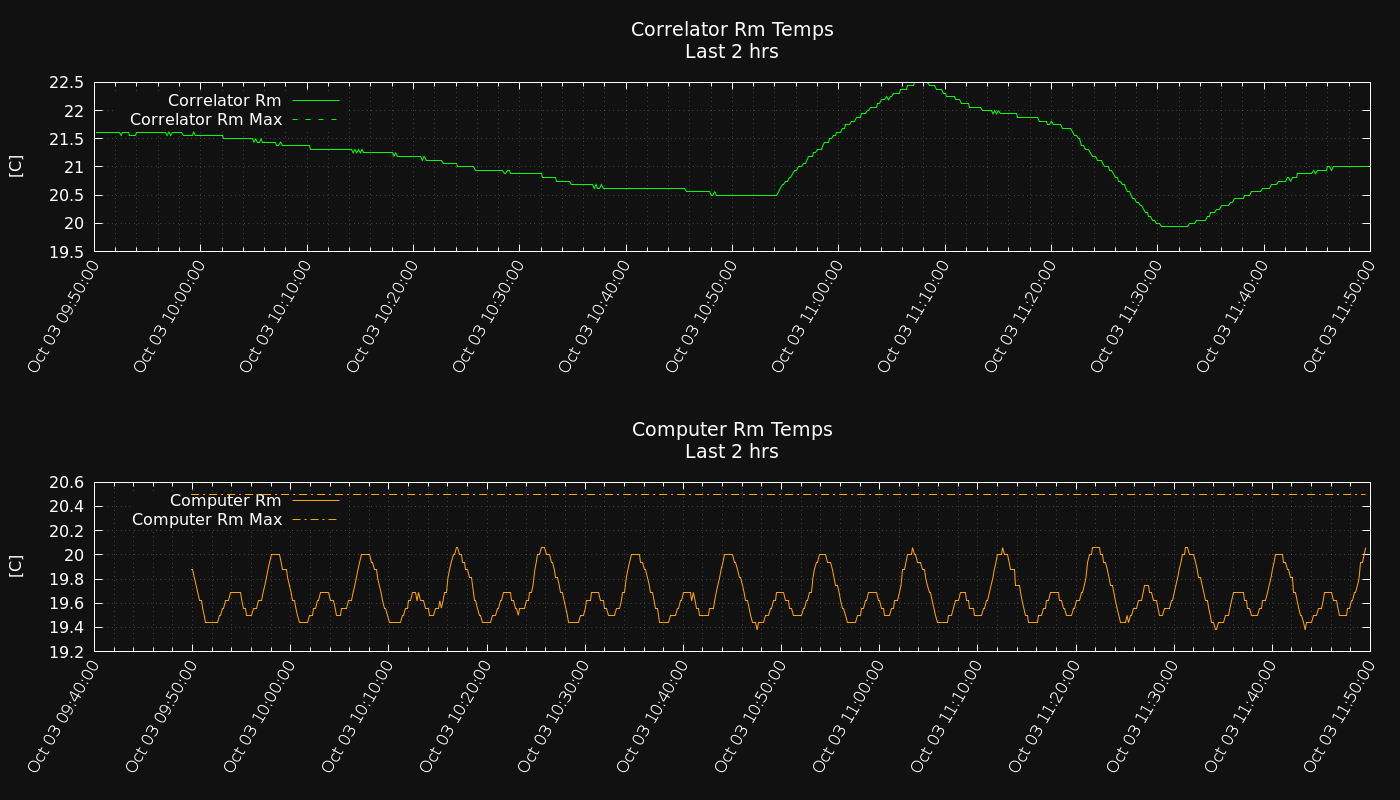 Correlator Rm Temps
Last 2 hrs
22.5
22
21.5
21
20.5
20
19.5
[C]
Correlator Rm
Correlator Rm Max
Oct 03 09:50:00
Oct 03 10:00:00
Oct 03 10:10:00
Oct 03 10:20:00
Oct 03 10:30:00
Oct 03 10:40:00
Oct 03 10:50:00
Oct 03 11:00:00
Oct 03 11:10:00
Oct 03 11:20:00
Oct 03 11:30:00
Oct 03 11:40:00
Oct 03 11:50:00
Computer Rm Temps
Last 2 hrs
20.6
20.4
20.2
20
19.8
19.6
19.4
19.2
[C]
Computer Rm
Computer Rm Max
Oct 03 09:40:00
Oct 03 09:50:00
Oct 03 10:00:00
Oct 03 10:10:00
Oct 03 10:20:00
Oct 03 10:30:00
Oct 03 10:40:00
Oct 03 10:50:00
Oct 03 11:00:00
Oct 03 11:10:00
Oct 03 11:20:00
Oct 03 11:30:00
Oct 03 11:40:00
Oct 03 11:50:00